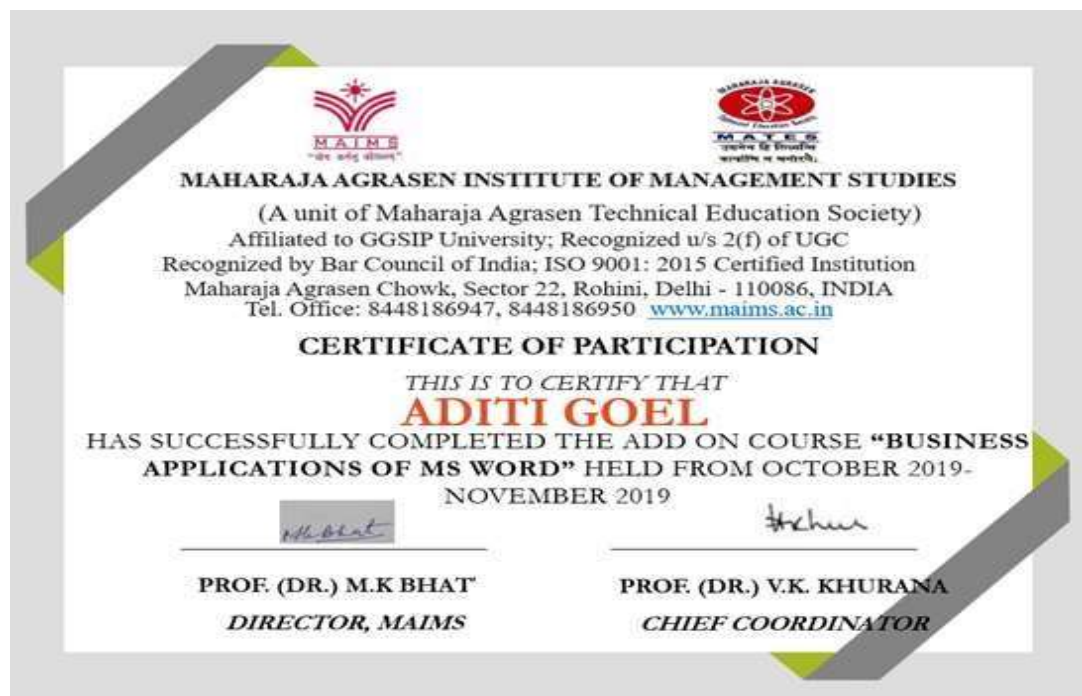 MAIMS
MAHARAJA AGRASEN
MATES
MAHARAJA AGRASEN INSTITUTE OF MANAGEMENT STUDIES
(A unit of Maharaja Agrasen Technical Education Society)
Affiliated to GGSIP University; Recognized u/s 2(f) of UGC
Recognized by Bar Council of India; ISO 9001: 2015 Certified Institution
Maharaja Agrasen Chowk, Sector 22, Rohini, Delhi - 110086, INDIA
Tel. Office: 8448186947, 8448186950 www.maims.ac.in
CERTIFICATE OF PARTICIPATION
THIS IS TO CERTIFY THAT
ADITI GOEL
HAS SUCCESSFULLY COMPLETED THE ADD ON COURSE “BUSINESS
APPLICATIONS OF MS WORD” HELD FROM OCTOBER 2019-
NOVEMBER 2019
PROF. (DR.) M.K BHAT
PROF. (DR.) V.K. KHURANA
DIRECTOR, MAIMS
CHIEF COORDINATOR